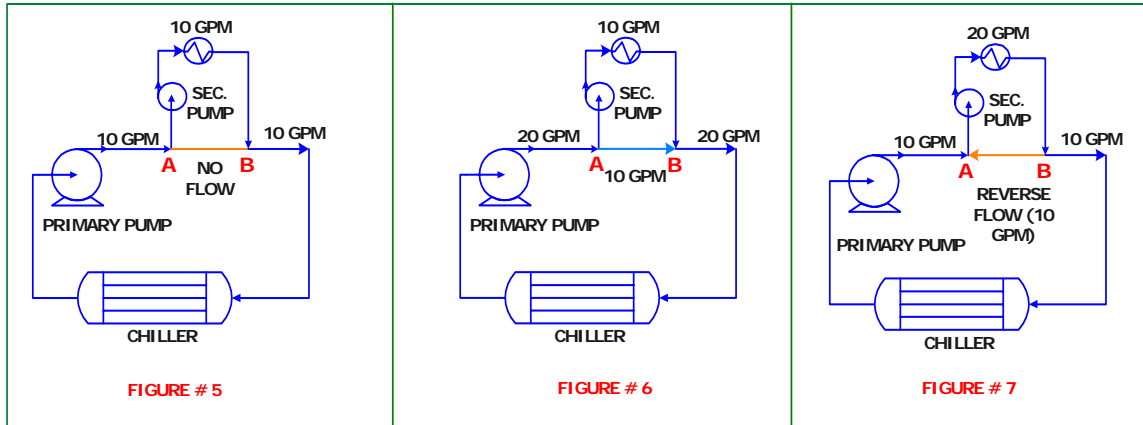 10 GPM
SEC.
PUMP
10 GPM
10 GPM
A
B
NO
FLOW
PRIMARY PUMP
CHILLER
FIGURE # 5
10 GPM
SEC.
PUMP
20 GPM
20 GPM
A
B
10 GPM
PRIMARY PUMP
CHILLER
FIGURE # 6
20 GPM
SEC.
PUMP
10 GPM
10 GPM
A
B
REVERSE
FLOW (10
GPM)
PRIMARY PUMP
CHILLER
FIGURE # 7